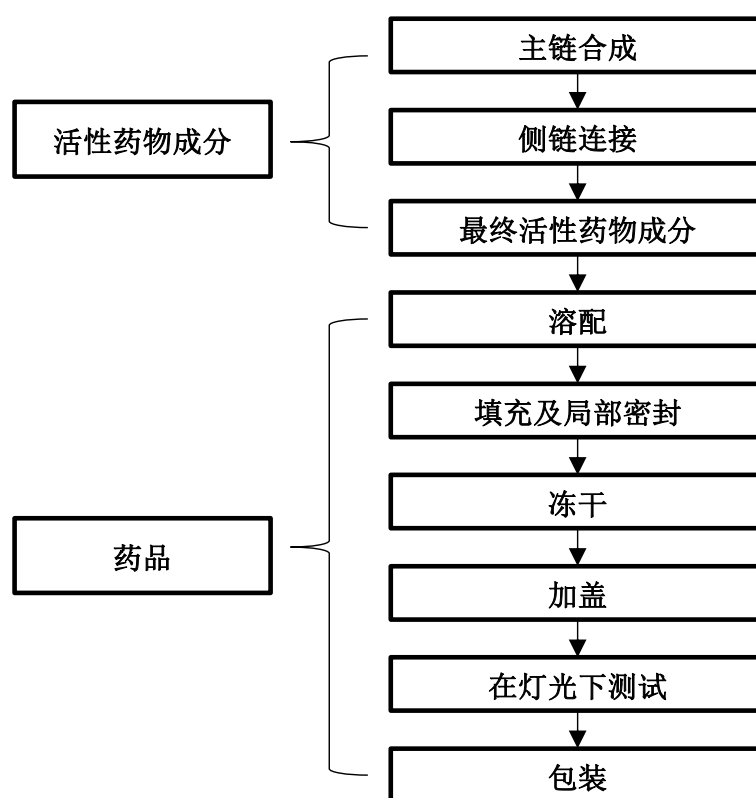 主链合成
活性药物成分
侧链连接
最终活性药物成分
溶配
填充及局部密封
冻干
药品
加盖
在灯光下测试
包装